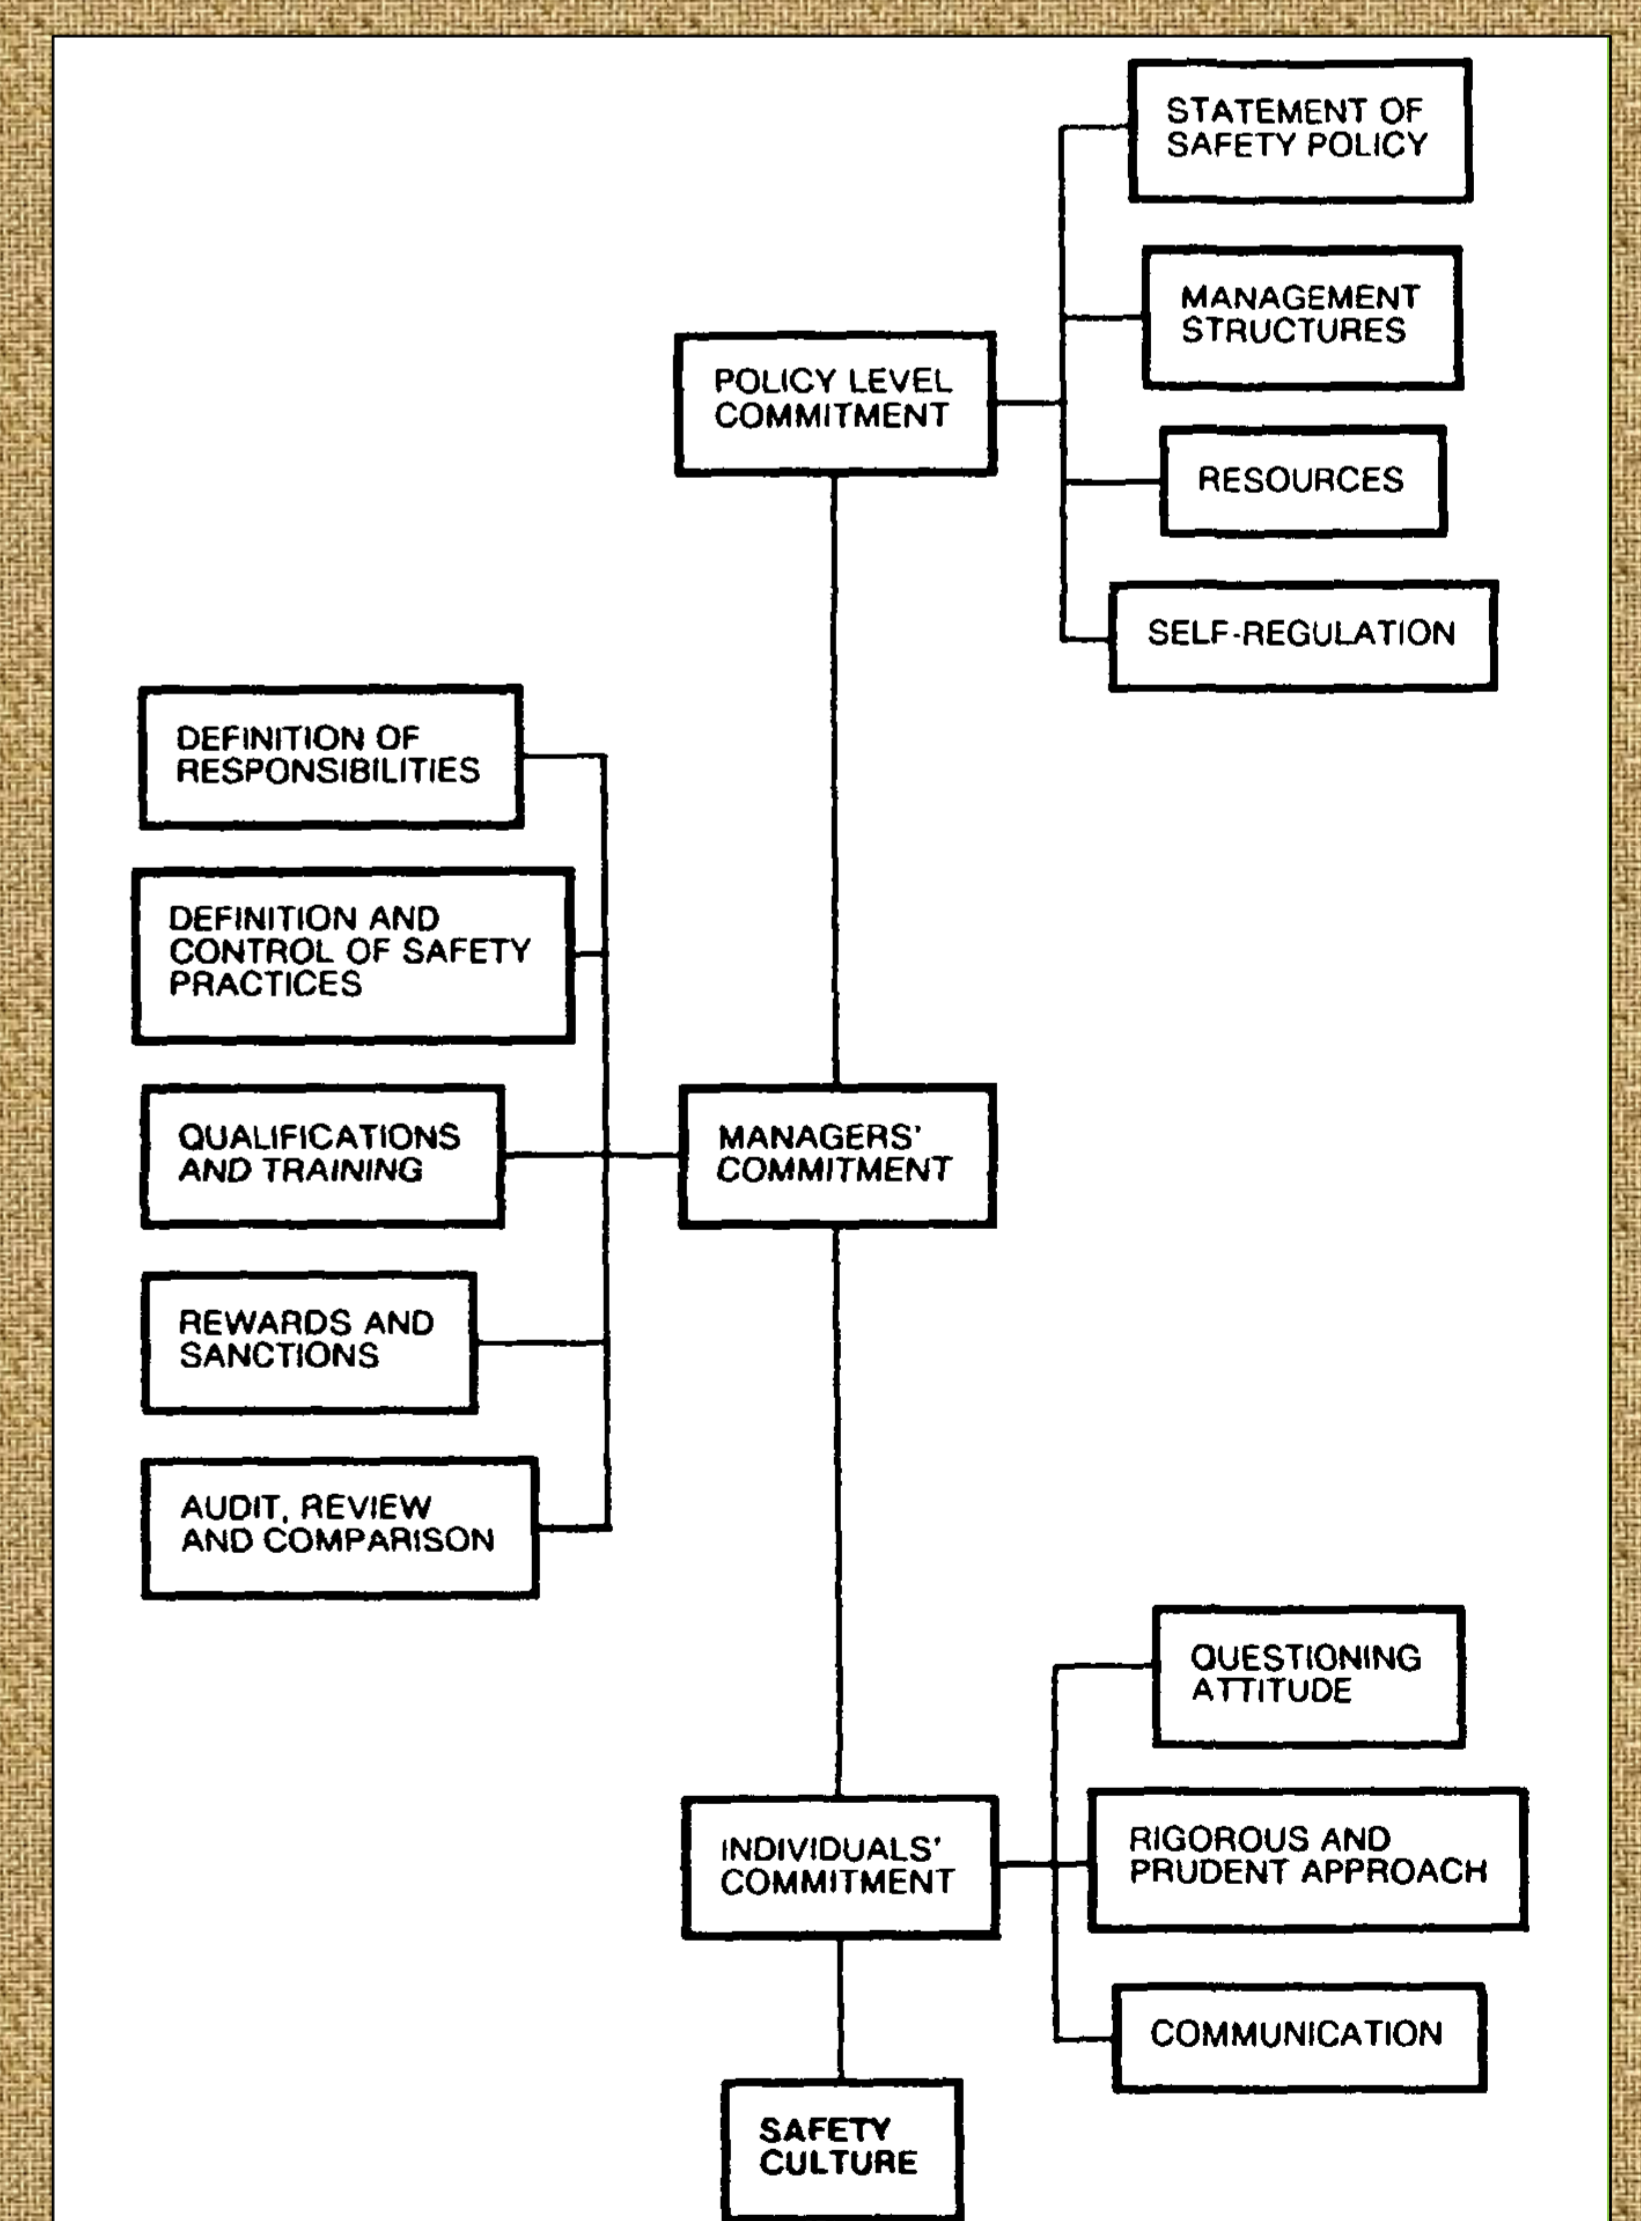 STATEMENT OF
SAFETY POLICY
MANAGEMENT
STRUCTURES
POLICY LEVEL
COMMITMENT
RESOURCES
SELF-REGULATION
DEFINITION OF
RESPONSIBILITIES
DEFINITION AND
CONTROL OF SAFETY
PRACTICES
QUALIFICATIONS
AND TRAINING
MANAGERS'
COMMITMENT
REWARDS AND
SANCTIONS
AUDIT, REVIEW
AND COMPARISON
QUESTIONING
ATTITUDE
INDIVIDUALS'
COMMITMENT
RIGOROUS AND
PRUDENT APPROACH
COMMUNICATION
SAFETY
CULTURE